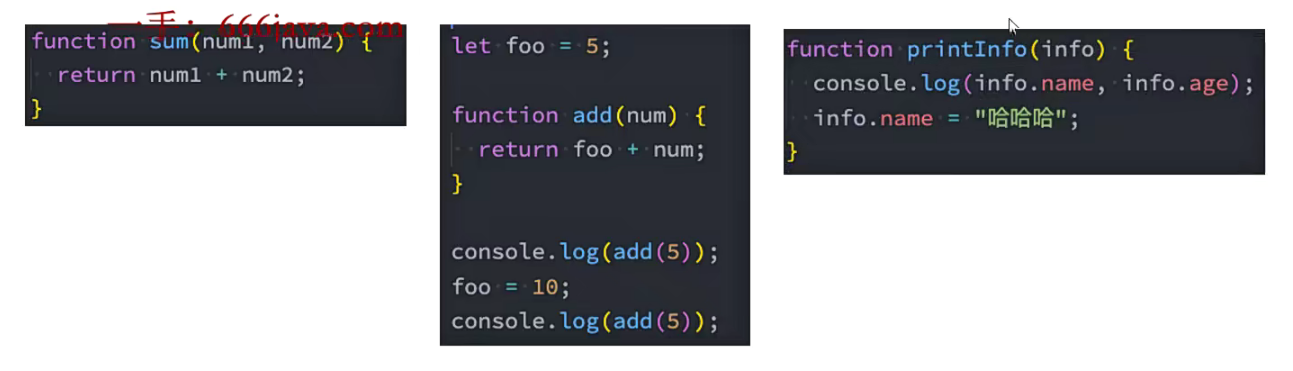 一手：666java.com
function sum(num1, num2) {
  return num1 + num2;
}
let foo = 5;
function add(num) {
  return foo + num;
}
console.log(add(5));
foo = 10;
console.log(add(5));
function printInfo(info) {
  console.log(info.name, info.age);
  info.name = "哈哈哈";
}